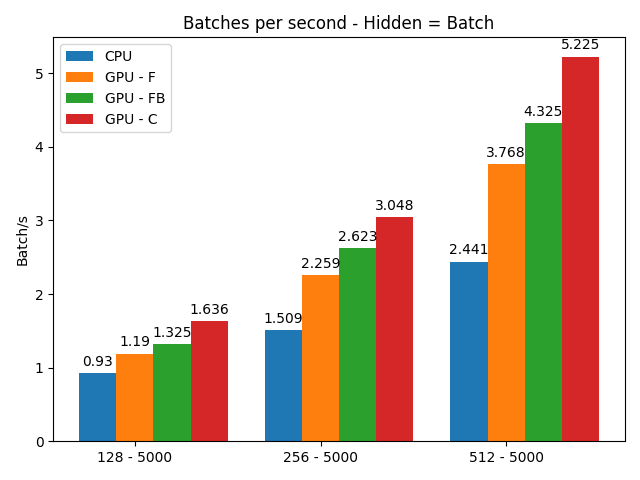 Batches per second - Hidden = Batch
CPU
GPU - F
GPU - FB
GPU - C
Batch/s
5
4
3
2
1
0
0.93
1.19
1.325
1.636
1.509
2.259
2.623
3.048
2.441
3.768
4.325
5.225
128 - 5000
256 - 5000
512 - 5000